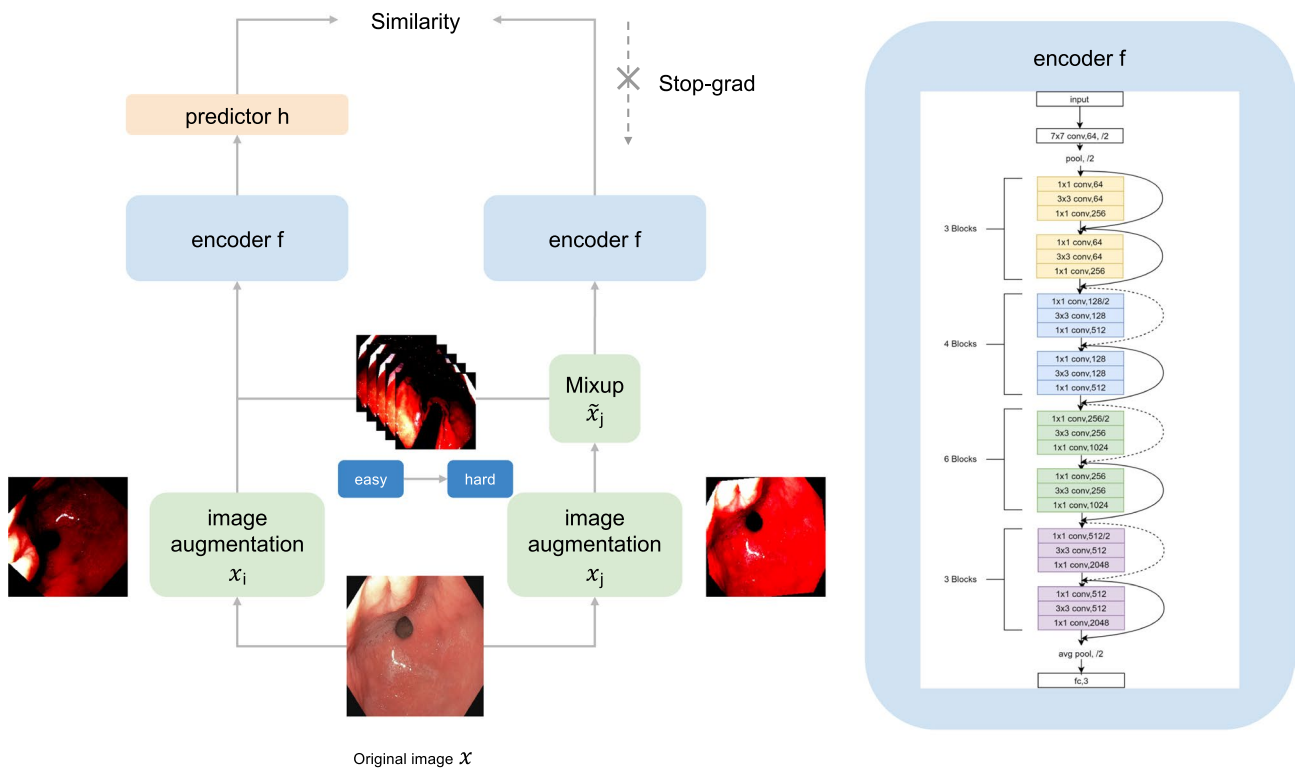 Similarity
Stop-grad
predictor h
encoder f
encoder f
Mixup
x̃j
easy
hard
image
augmentation
xi
image
augmentation
xj
Original image x
encoder f
input
7x7 conv,64, /2
pool, /2
3 Blocks
1x1 conv,64
3x3 conv,64
1x1 conv,256
1x1 conv,64
3x3 conv,64
1x1 conv,256
4 Blocks
1x1 conv,128/2
3x3 conv,128
1x1 conv,512
1x1 conv,128
3x3 conv,128
1x1 conv,512
6 Blocks
1x1 conv,256/2
3x3 conv,256
1x1 conv,1024
1x1 conv,256
3x3 conv,256
1x1 conv,1024
3 Blocks
1x1 conv,512/2
3x3 conv,512
1x1 conv,2048
1x1 conv,512
3x3 conv,512
1x1 conv,2048
avg pool, /2
fc,3